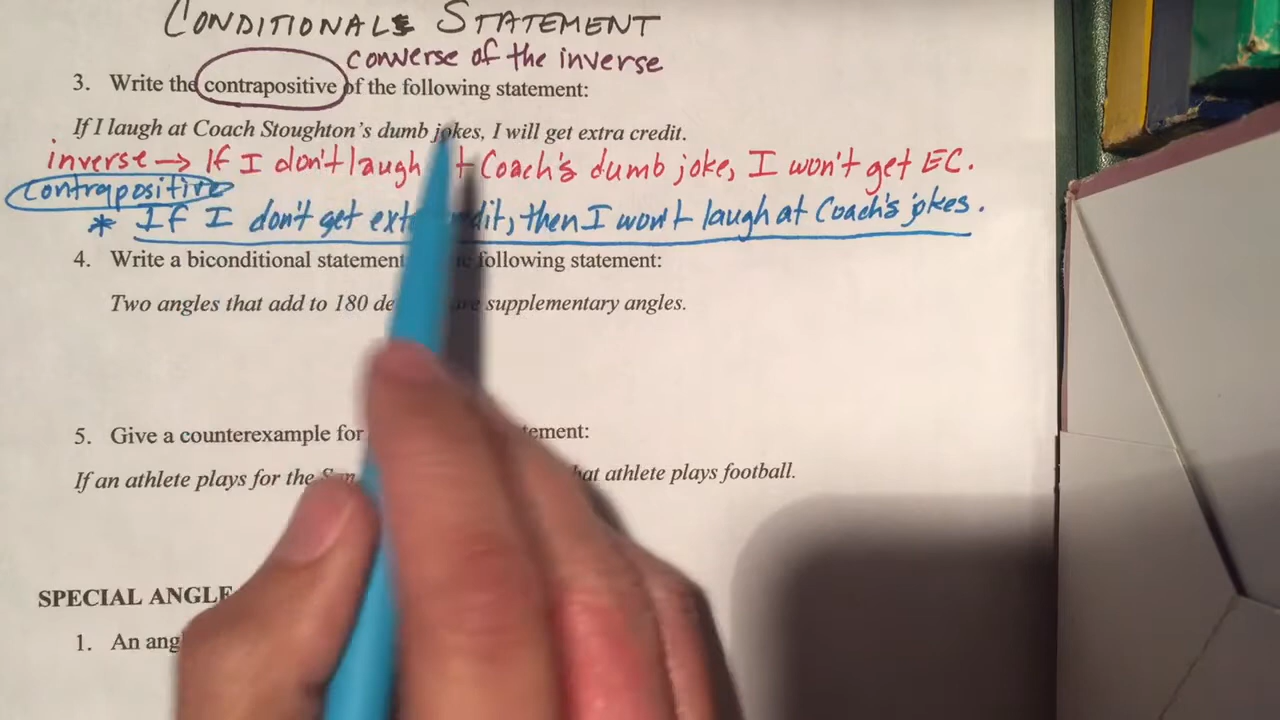 CONDITIONAL STATEMENT
converse of the inverse
3. Write the contrapositive of the following statement:
If I laugh at Coach Stoughton's dumb jokes, I will get extra credit.
inverse → If I don't laugh t Coach's dumb joke, I won't get EC.
contrapositive
* If I don't get ext dit, then I won't laugh at Coach's jokes.
4. Write a biconditional statement following statement:
Two angles that add to 180 de supplementary angles.
5. Give a counterexample for tement:
If an athlete plays for the at athlete plays football.
SPECIAL ANGLE
1. An ang